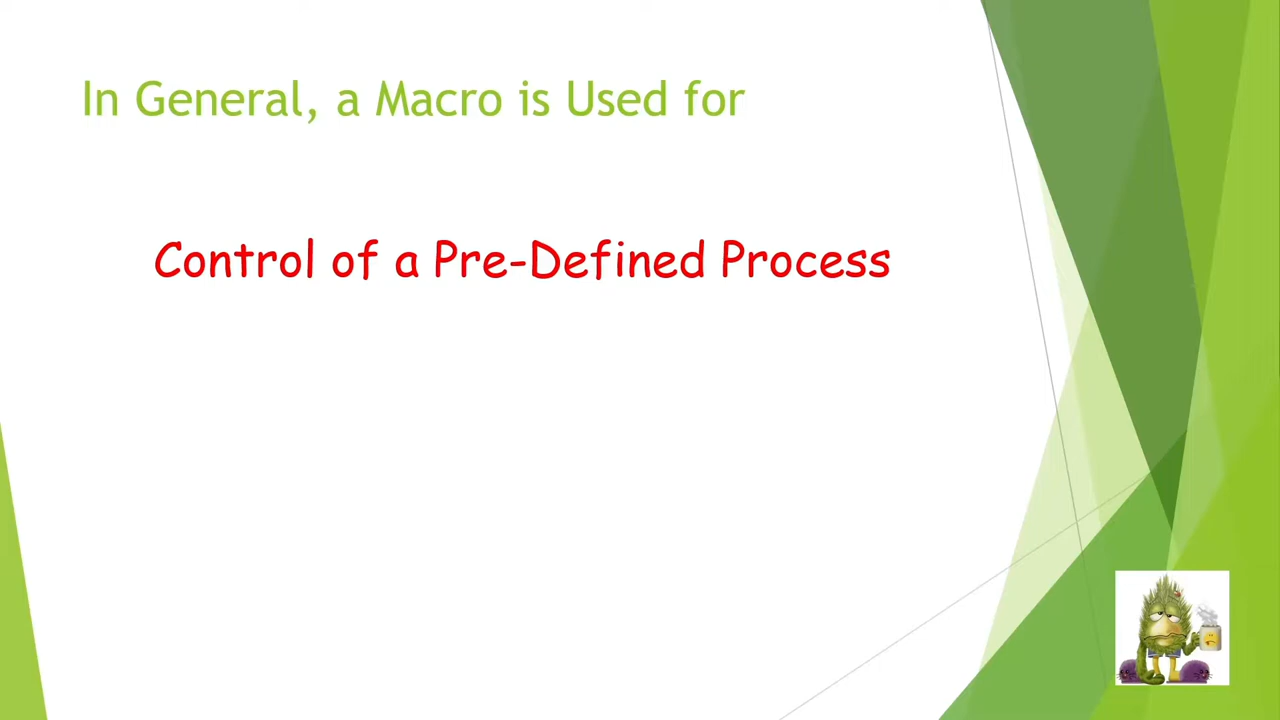 In General, a Macro is Used for
Control of a Pre-Defined Process